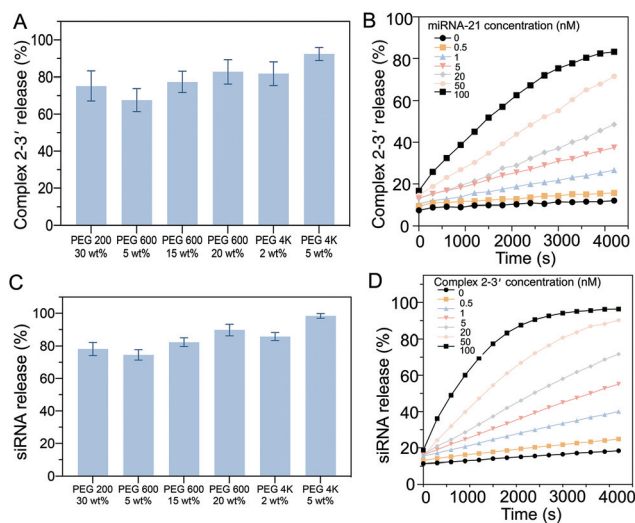 A
Complex 2-3′ release (%)
100
80
60
40
20
0
PEG 200 PEG 600 PEG 600 PEG 600 PEG 4K PEG 4K
30 wt% 5 wt% 15 wt% 20 wt% 2 wt% 5 wt%
B
Complex 2-3′ release (%)
miRNA-21 concentration (nM)
0
0.5
1
5
20
50
100
100
80
60
40
20
0
0 1000 2000 3000 4000
Time (s)
C
siRNA release (%)
100
80
60
40
20
0
PEG 200 PEG 600 PEG 600 PEG 600 PEG 4K PEG 4K
30 wt% 5 wt% 15 wt% 20 wt% 2 wt% 5 wt%
D
siRNA release (%)
Complex 2-3′ concentration (nM)
0
0.5
1
5
20
50
100
100
80
60
40
20
0
0 1000 2000 3000 4000
Time (s)